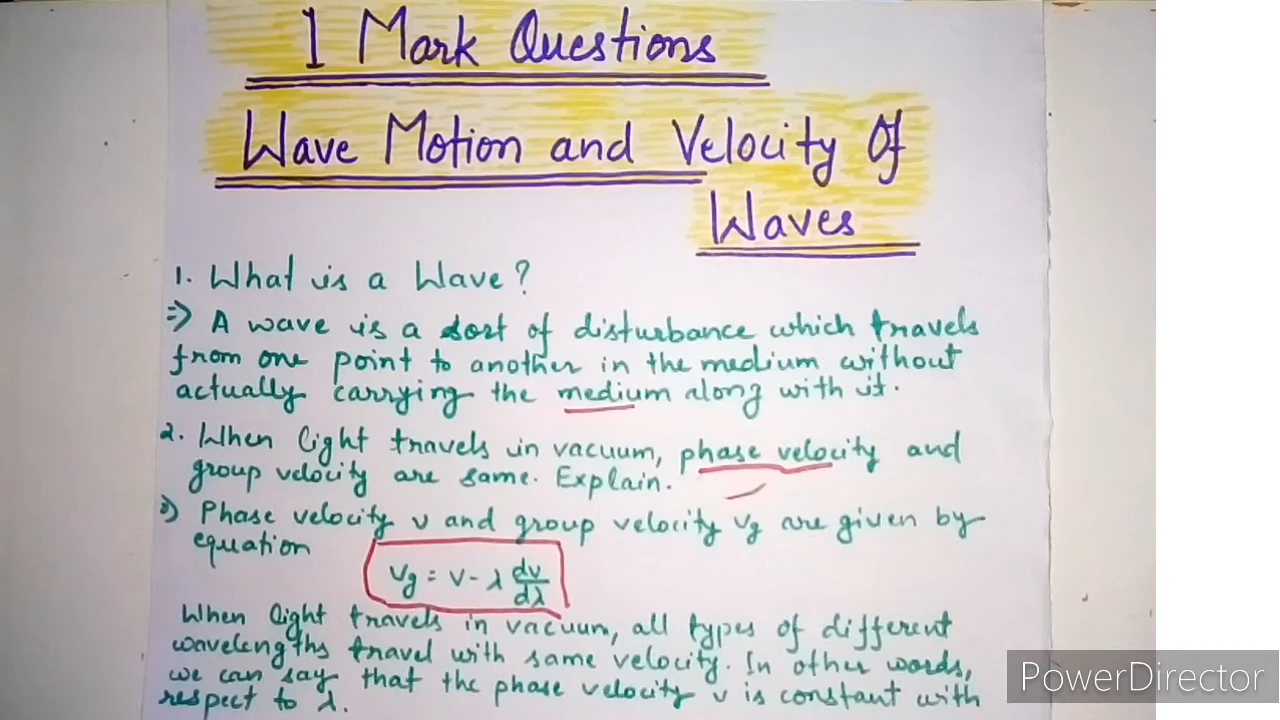 1 Mark Questions
Wave Motion and Velocity Of
Waves
1. What is a Wave?
⇒ A wave is a sort of disturbance which travels
from one point to another in the medium without
actually carrying the medium along with it.
2. When light travels in vacuum, phase velocity and
group velocity are same. Explain.
⇒ Phase velocity v and group velocity vg are given by
equation
vg = v - λ dv/dλ
When light travels in vacuum, all types of different
wavelengths travel with same velocity. In other words,
we can say that the phase velocity v is constant with
respect to λ.
PowerDirector